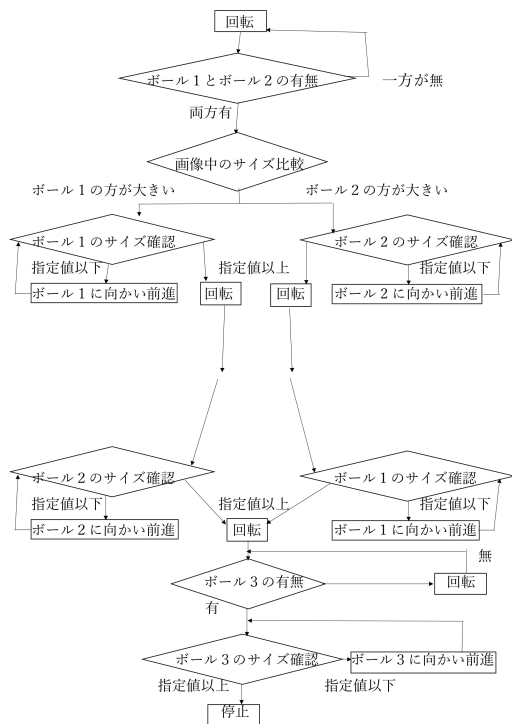 回転
ボール１とボール２の有無
一方が無
両方有
画像中のサイズ比較
ボール１の方が大きい
ボール２の方が大きい
ボール１のサイズ確認
ボール２のサイズ確認
指定値以下
指定値以上
指定値以下
ボール１に向かい前進
回転
回転
ボール２に向かい前進
ボール２のサイズ確認
ボール１のサイズ確認
指定値以下
指定値以上
指定値以下
ボール２に向かい前進
回転
ボール１に向かい前進
無
ボール３の有無
回転
有
ボール３のサイズ確認
ボール３に向かい前進
指定値以上
指定値以下
停止